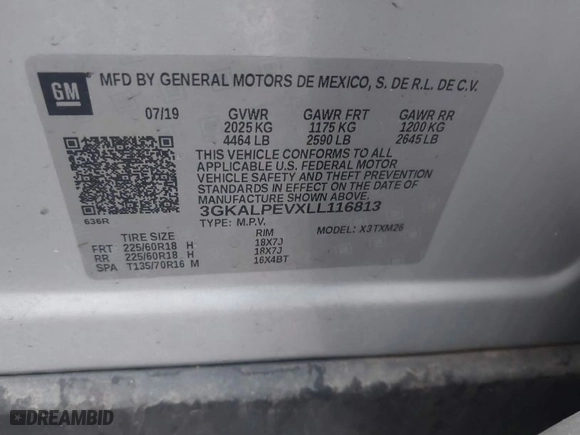 GM
MFD BY GENERAL MOTORS DE MEXICO, S. DE R.L. DE C.V.
07/19 GVWR GAWR FRT GAWR RR
2025 KG 1175 KG 1200 KG
4464 LB 2590 LB 2645 LB
THIS VEHICLE CONFORMS TO ALL
APPLICABLE U.S. FEDERAL MOTOR
VEHICLE SAFETY AND THEFT PREVENTION
STANDARDS IN EFFECT ON THE DATE OF
MANUFACTURE SHOWN ABOVE.
3GKALPEVXLL116813
636R TYPE: M.P.V. MODEL: X3TXM26
TIRE SIZE RIM
FRT 225/60R18 H 18X7J
RR 225/60R18 H 18X7J
SPA T135/70R16 M 16X4BT
DREAMBID